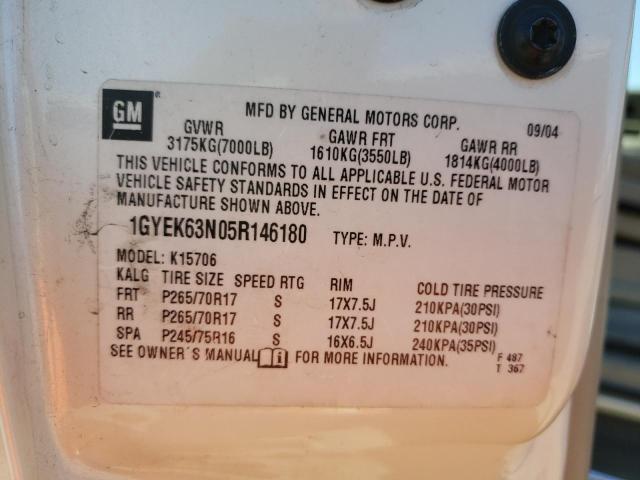 GM
MFD BY GENERAL MOTORS CORP. 09/04
GVWR GAWR FRT GAWR RR
3175KG(7000LB) 1610KG(3550LB) 1814KG(4000LB)
THIS VEHICLE CONFORMS TO ALL APPLICABLE U.S. FEDERAL MOTOR
VEHICLE SAFETY STANDARDS IN EFFECT ON THE DATE OF
MANUFACTURE SHOWN ABOVE.
1GYEK63N05R146180 TYPE: M.P.V.
MODEL: K15706
KALG TIRE SIZE SPEED RTG RIM COLD TIRE PRESSURE
FRT P265/70R17 S 17X7.5J 210KPA(30PSI)
RR P265/70R17 S 17X7.5J 210KPA(30PSI)
SPA P245/75R16 S 16X6.5J 240KPA(35PSI)
SEE OWNER'S MANUAL FOR MORE INFORMATION. F 487
T 367